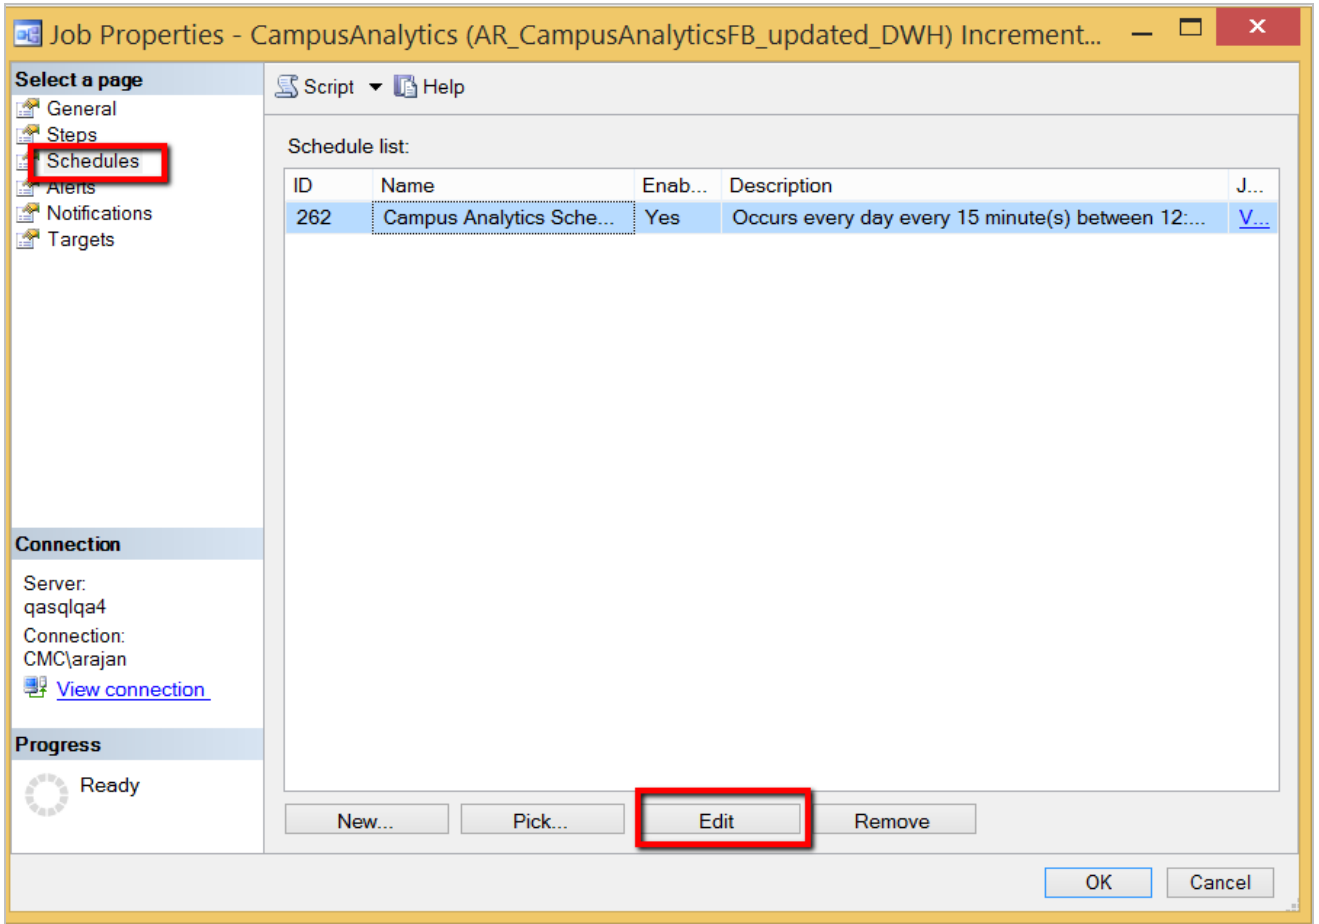 Job Properties - CampusAnalytics (AR_CampusAnalyticsFB_updated_DWH) Increment...
Select a page
General
Steps
Schedules
Alerts
Notifications
Targets
Script Help
Schedule list:
ID Name Enab... Description J...
262 Campus Analytics Sche... Yes Occurs every day every 15 minute(s) between 12:... V...
Connection
Server:
qasqlqa4
Connection:
CMC\arajan
View connection
Progress
Ready
New... Pick... Edit Remove
OK Cancel